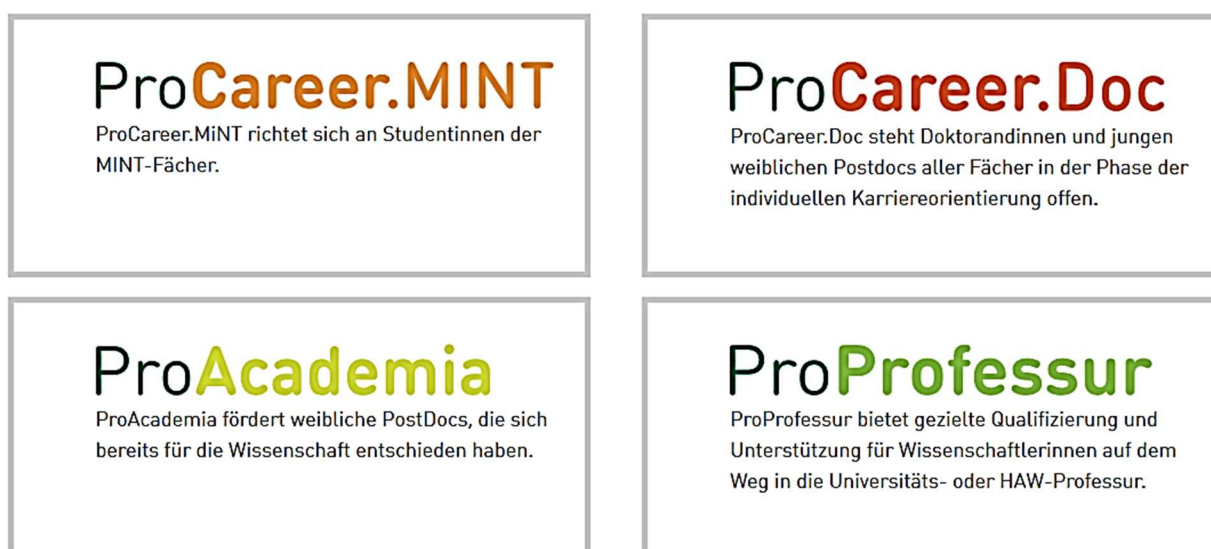 ProCareer.MINT
ProCareer.MiNT richtet sich an Studentinnen der
MINT-Fächer.
ProCareer.Doc
ProCareer.Doc steht Doktorandinnen und jungen
weiblichen Postdocs aller Fächer in der Phase der
individuellen Karriereorientierung offen.
ProAcademia
ProAcademia fördert weibliche PostDocs, die sich
bereits für die Wissenschaft entschieden haben.
ProProfessur
ProProfessur bietet gezielte Qualifizierung und
Unterstützung für Wissenschaftlerinnen auf dem
Weg in die Universitäts- oder HAW-Professur.